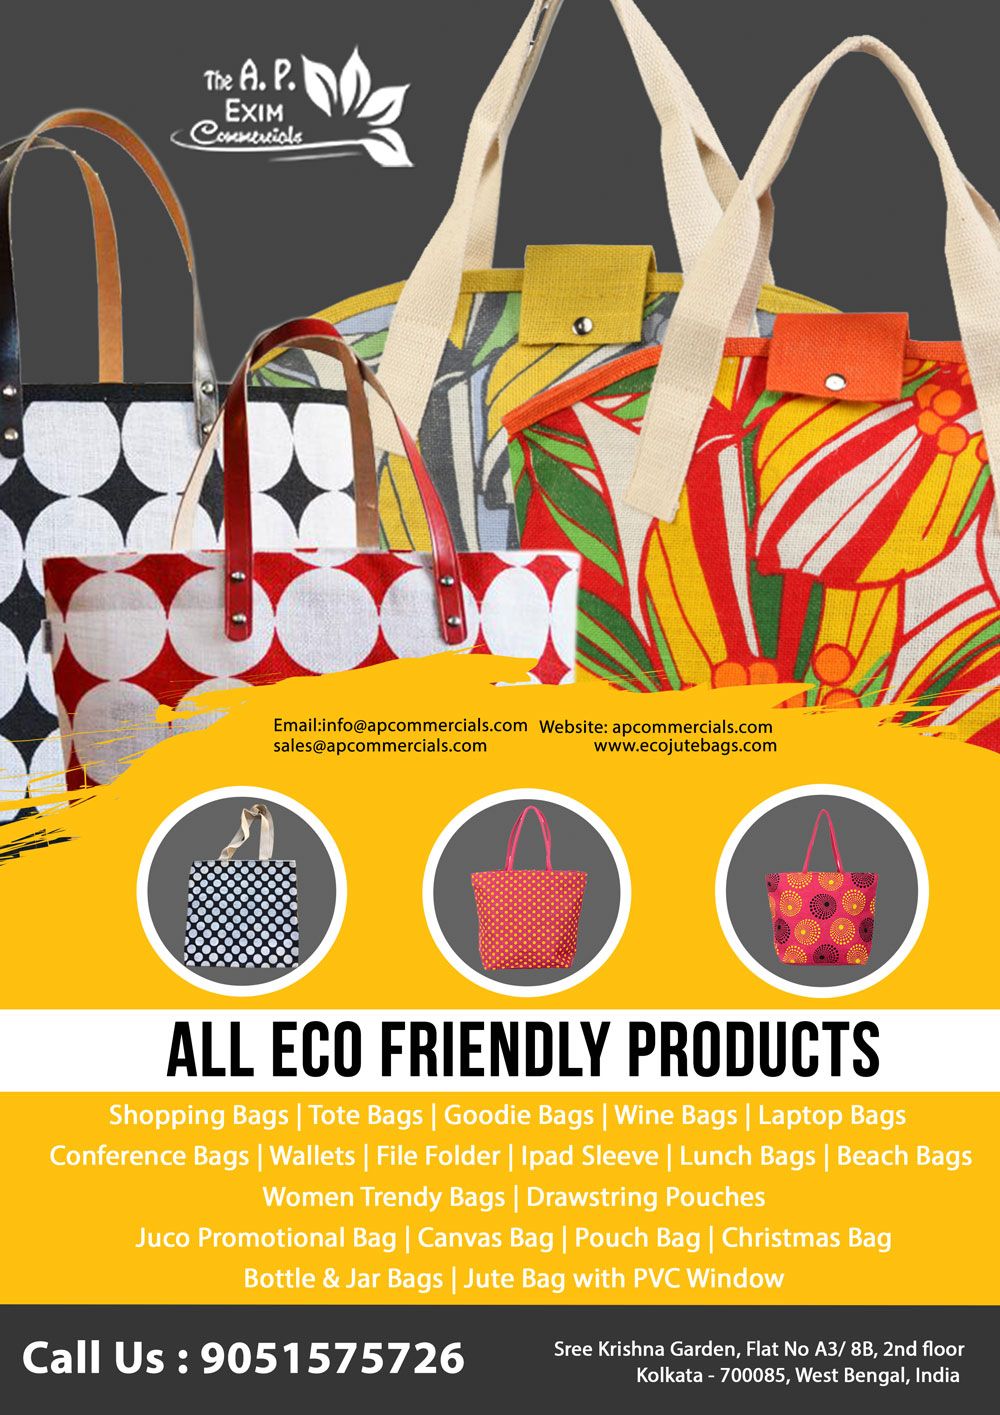 The A. P.
EXIM
Commercials
Email:info@apcommercials.com Website: apcommercials.com
sales@apcommercials.com www.ecojutebags.com
ALL ECO FRIENDLY PRODUCTS
Shopping Bags | Tote Bags | Goodie Bags | Wine Bags | Laptop Bags
Conference Bags | Wallets | File Folder | Ipad Sleeve | Lunch Bags | Beach Bags
Women Trendy Bags | Drawstring Pouches
Juco Promotional Bag | Canvas Bag | Pouch Bag | Christmas Bag
Bottle & Jar Bags | Jute Bag with PVC Window
Call Us : 9051575726
Sree Krishna Garden, Flat No A3/ 8B, 2nd floor
Kolkata - 700085, West Bengal, India